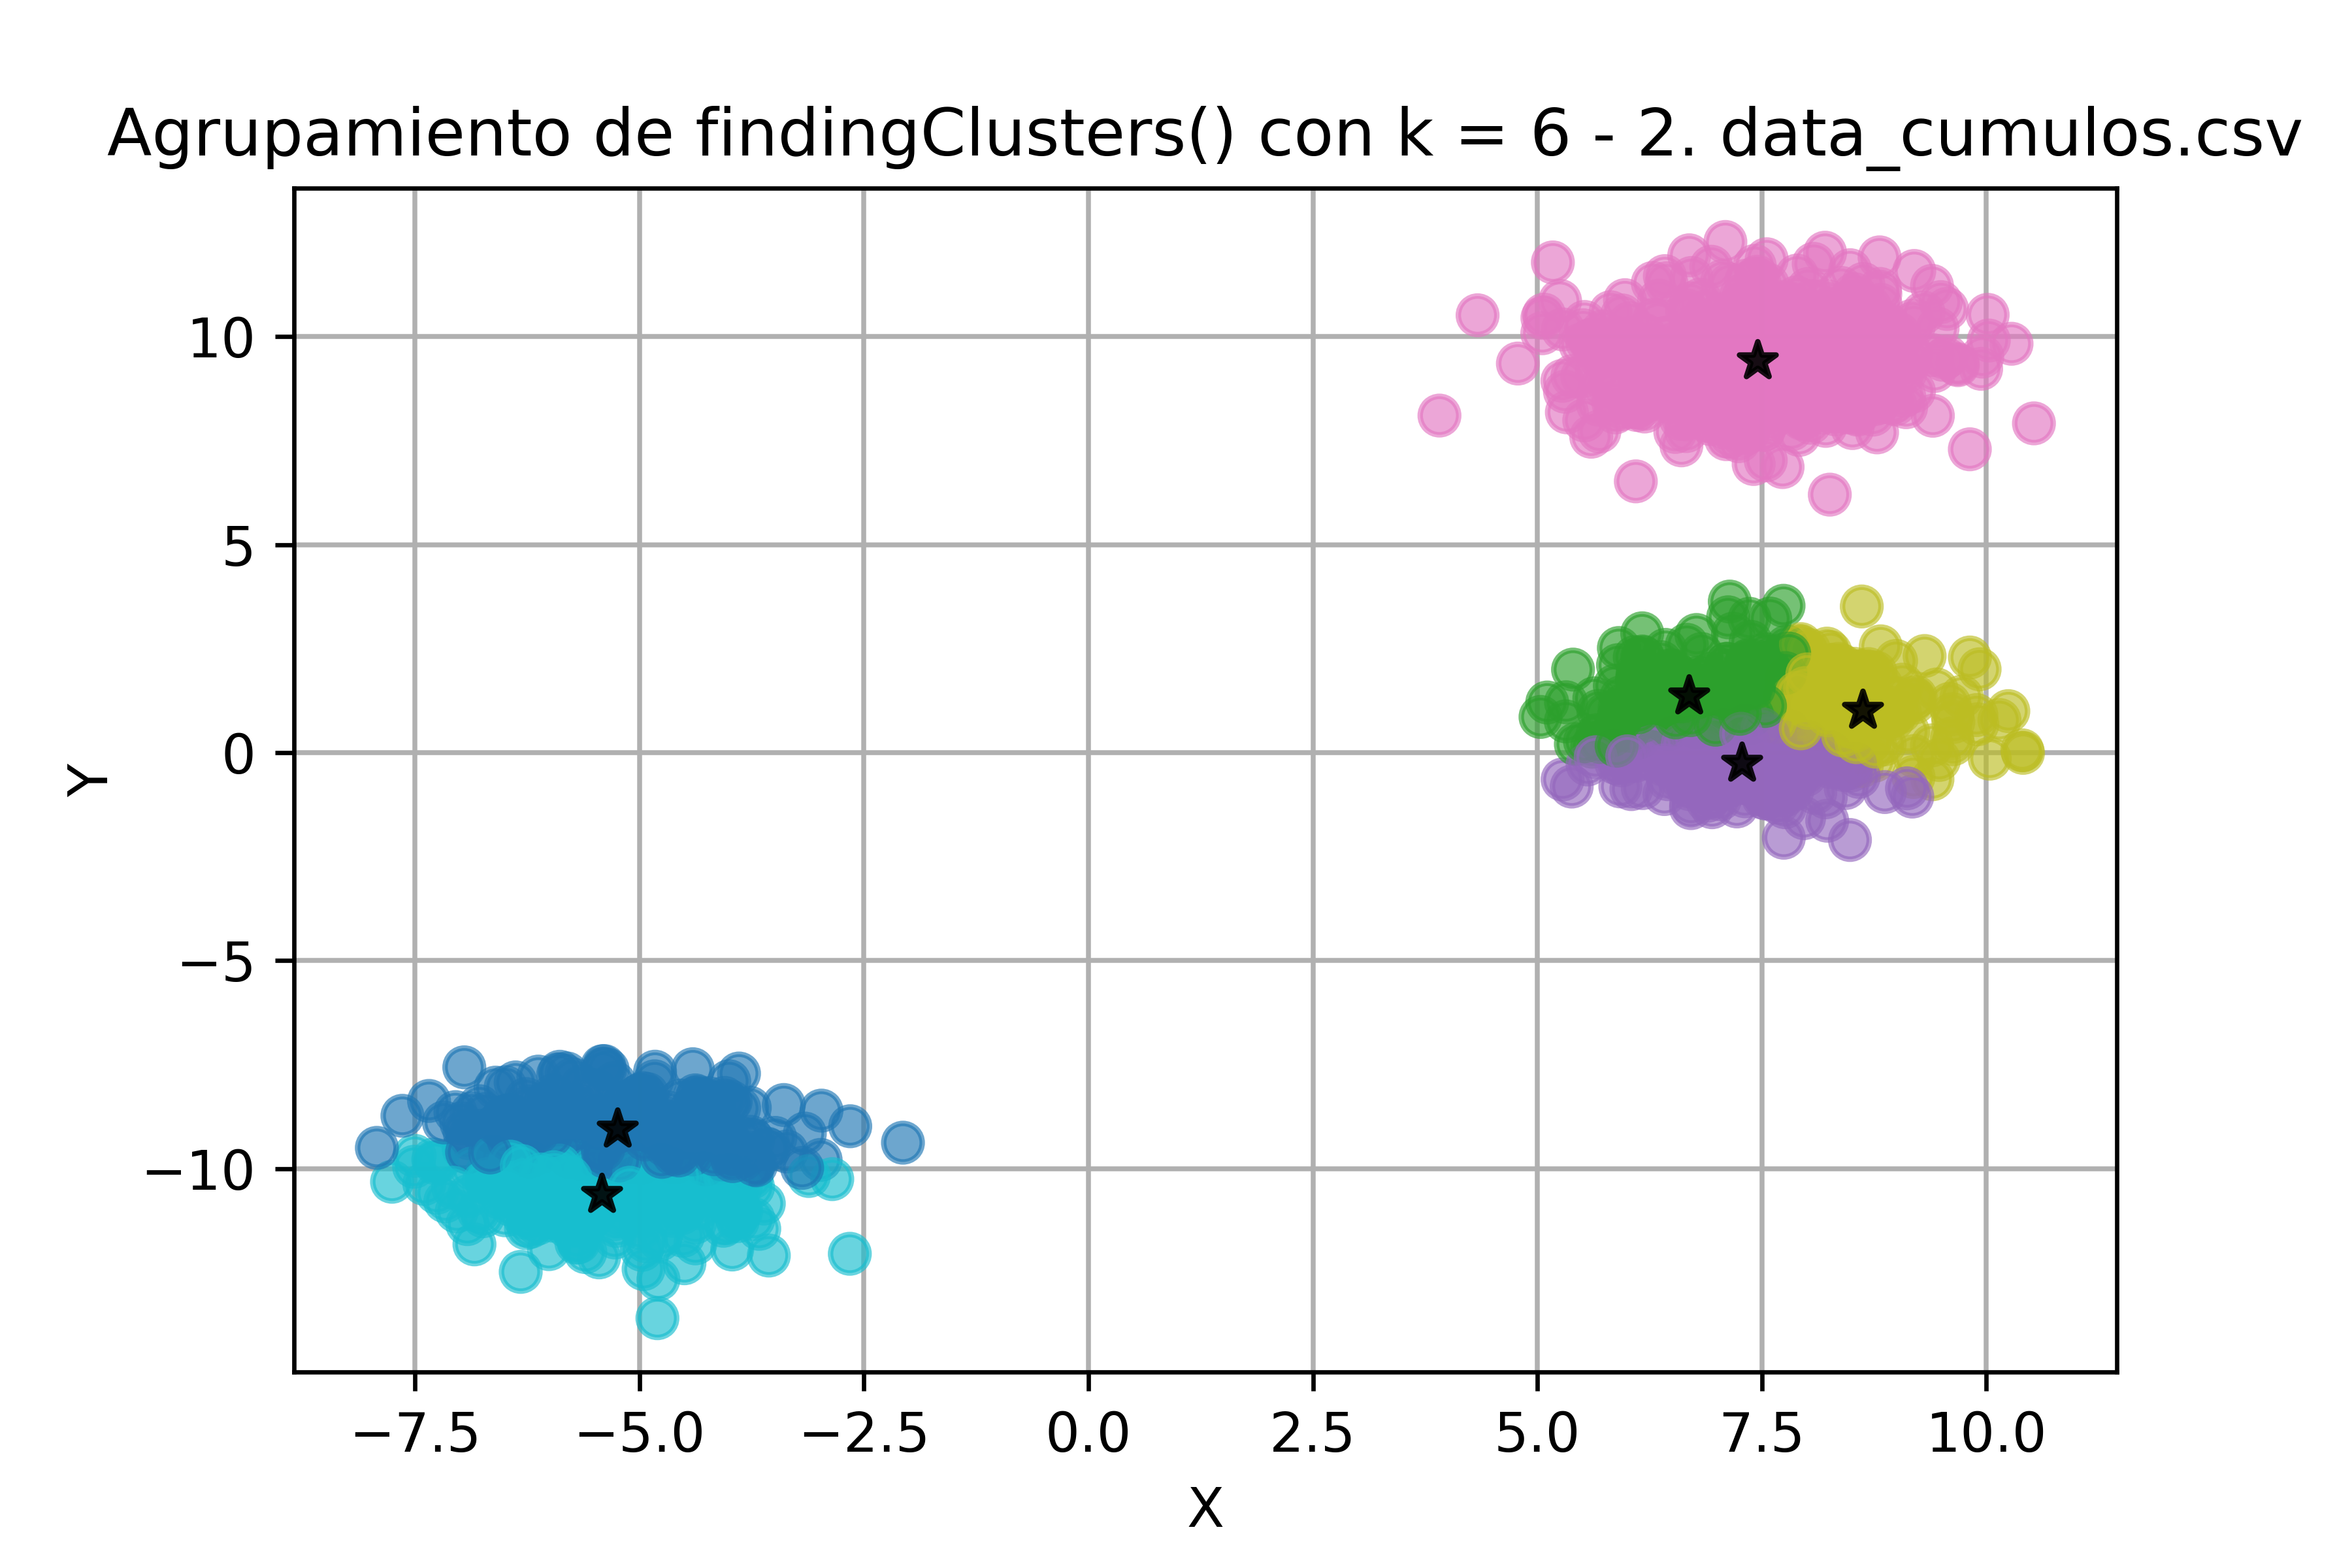 Agrupamiento de findingClusters() con k = 6 - 2. data_cumulos.csv
10
5
0
−5
−10
Y
−7.5 −5.0 −2.5 0.0 2.5 5.0 7.5 10.0
X